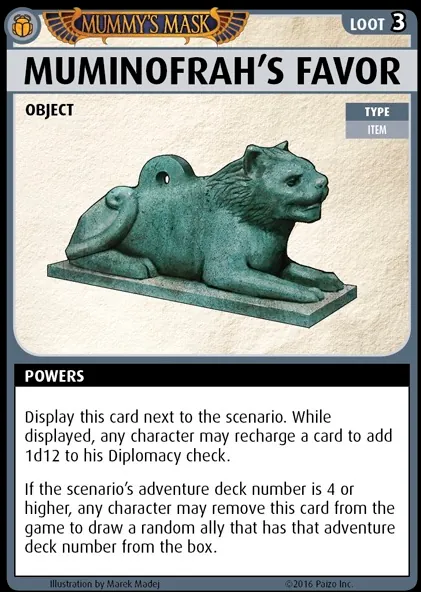 MUMMY'S MASK
LOOT 3
MUMINOFRAH'S FAVOR
OBJECT
TYPE
ITEM
POWERS
Display this card next to the scenario. While
displayed, any character may recharge a card to add
1d12 to his Diplomacy check.
If the scenario's adventure deck number is 4 or
higher, any character may remove this card from the
game to draw a random ally that has that adventure
deck number from the box.
Illustration by Marek Madej
©2016 Paizo Inc.